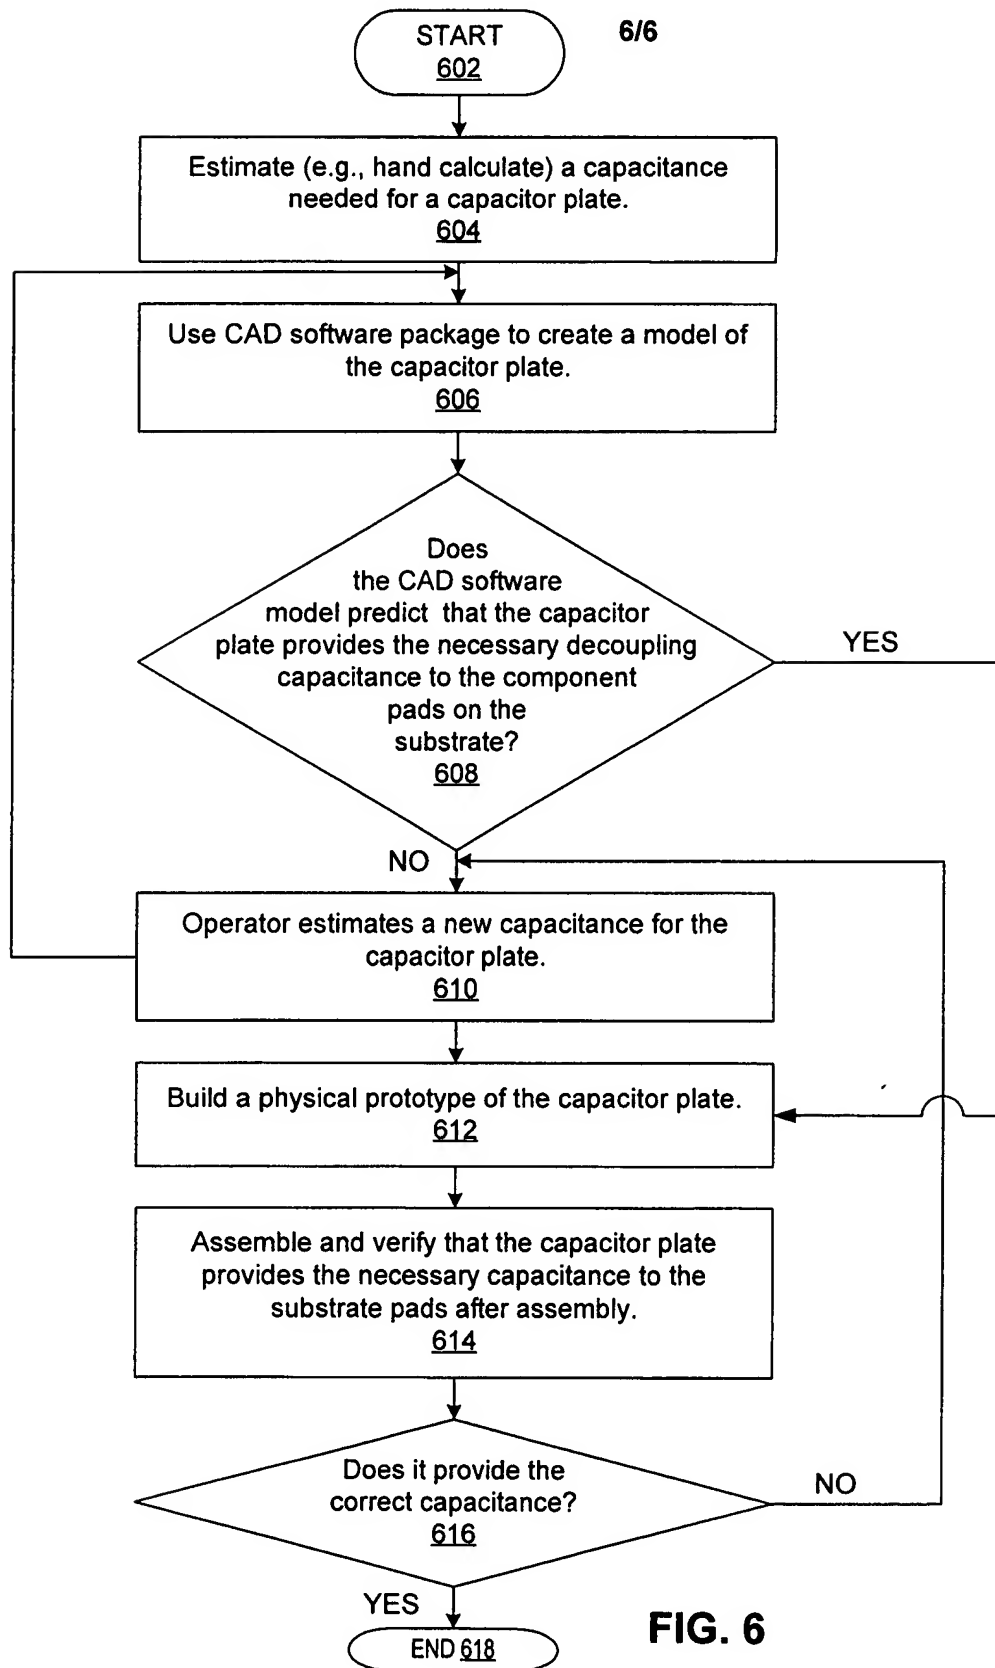 6/6
START
602
Estimate (e.g., hand calculate) a capacitance
needed for a capacitor plate.
604
Use CAD software package to create a model of
the capacitor plate.
606
Does
the CAD software
model predict that the capacitor
plate provides the necessary decoupling
capacitance to the component
pads on the
substrate?
608
YES
NO
Operator estimates a new capacitance for the
capacitor plate.
610
Build a physical prototype of the capacitor plate.
612
Assemble and verify that the capacitor plate
provides the necessary capacitance to the
substrate pads after assembly.
614
Does it provide the
correct capacitance?
616
NO
YES
END 618
FIG. 6